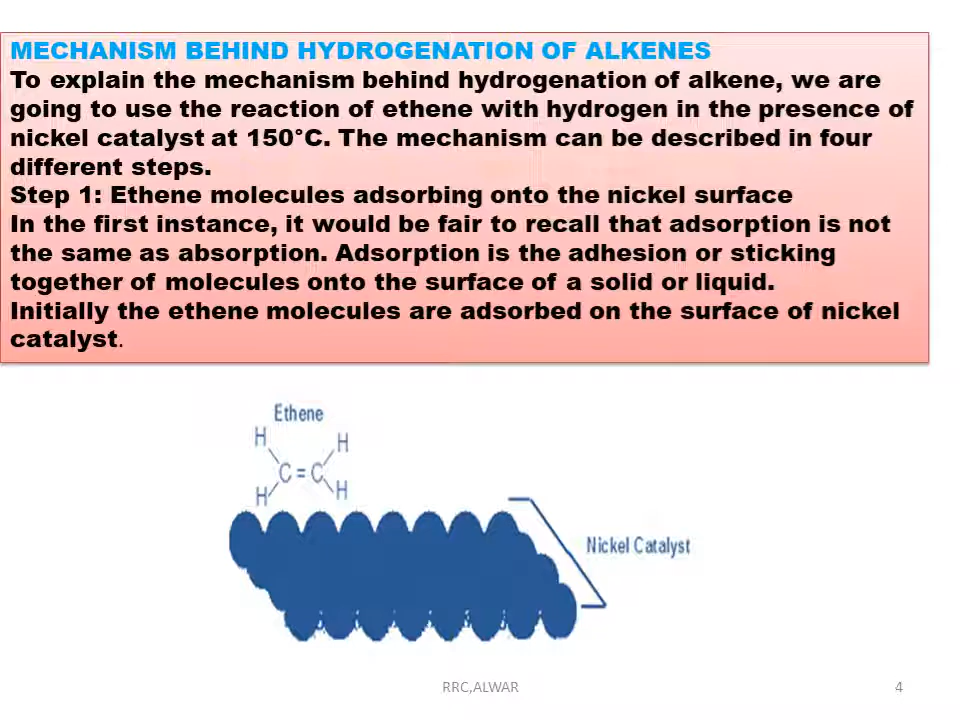 MECHANISM BEHIND HYDROGENATION OF ALKENES
To explain the mechanism behind hydrogenation of alkene, we are
going to use the reaction of ethene with hydrogen in the presence of
nickel catalyst at 150°C. The mechanism can be described in four
different steps.
Step 1: Ethene molecules adsorbing onto the nickel surface
In the first instance, it would be fair to recall that adsorption is not
the same as absorption. Adsorption is the adhesion or sticking
together of molecules onto the surface of a solid or liquid.
Initially the ethene molecules are adsorbed on the surface of nickel
catalyst.
Ethene
H H
C = C
H H
Nickel Catalyst
RRC,ALWAR 4